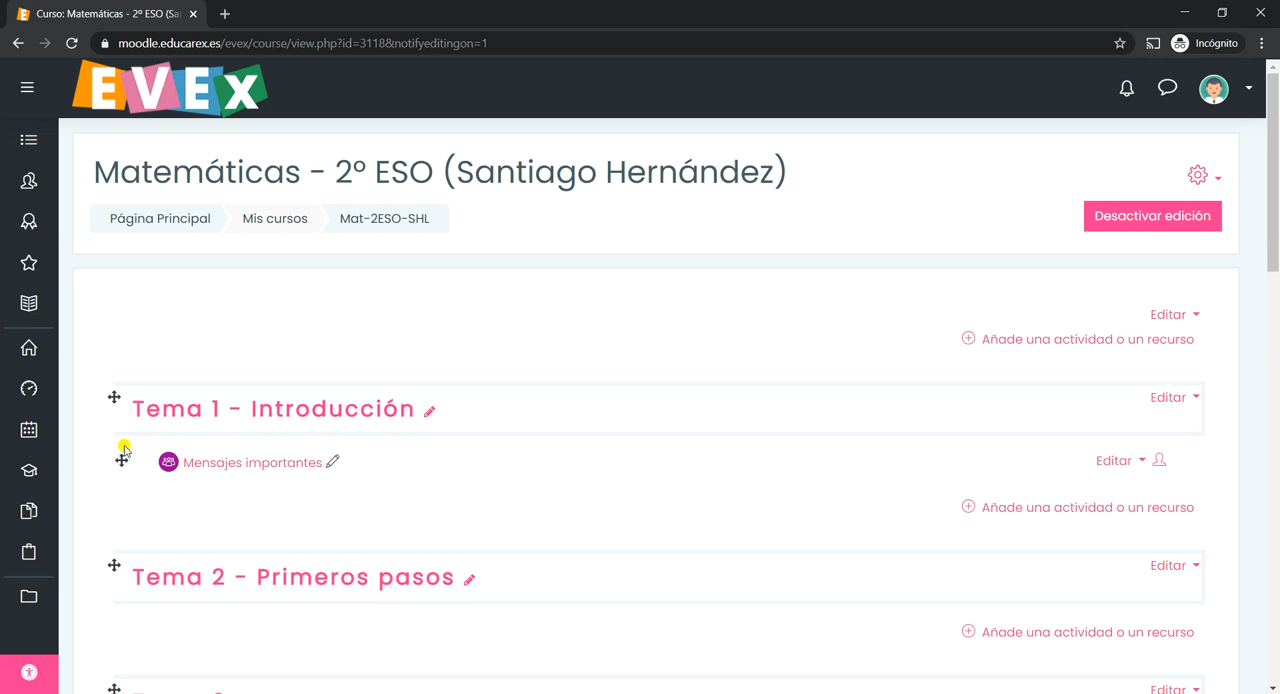 Curso: Matemáticas - 2º ESO (Sa
moodle.educarex.es/evex/course/view.php?id=3118&notifyeditingon=1
Incógnito
EVEX
Matemáticas - 2º ESO (Santiago Hernández)
Página Principal
Mis cursos
Mat-2ESO-SHL
Desactivar edición
Editar
Añade una actividad o un recurso
Tema 1 - Introducción
Editar
Mensajes importantes
Editar
Añade una actividad o un recurso
Tema 2 - Primeros pasos
Editar
Añade una actividad o un recurso
Editar